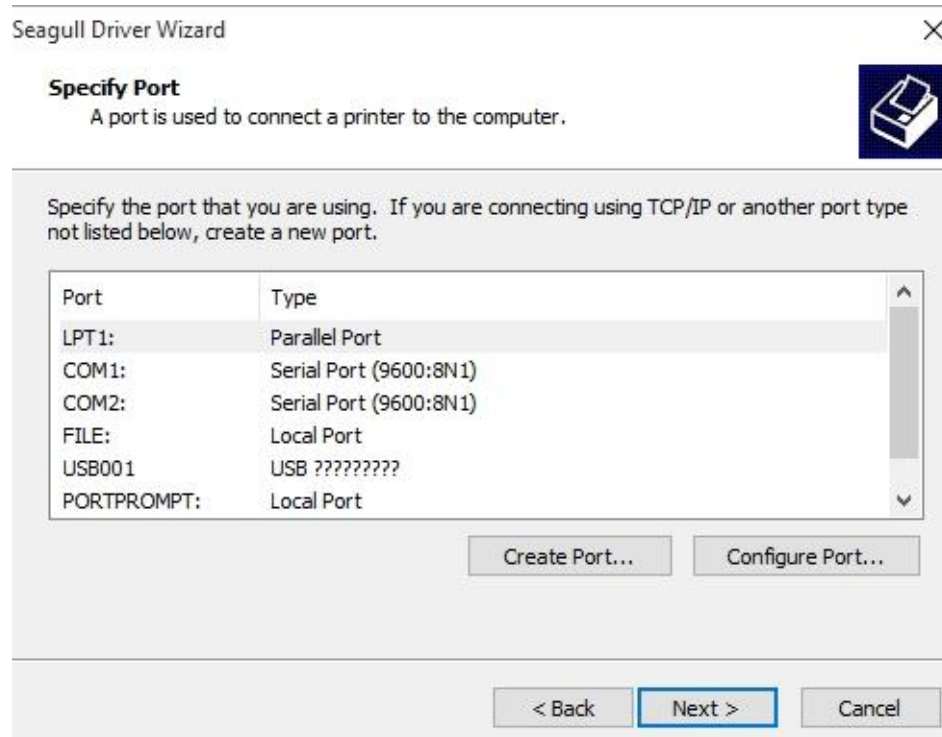 Seagull Driver Wizard
Specify Port
A port is used to connect a printer to the computer.
Specify the port that you are using.  If you are connecting using TCP/IP or another port type
not listed below, create a new port.
Port Type
LPT1: Parallel Port
COM1: Serial Port (9600:8N1)
COM2: Serial Port (9600:8N1)
FILE: Local Port
USB001 USB ?????????
PORTPROMPT: Local Port
Create Port... Configure Port...
< Back Next > Cancel